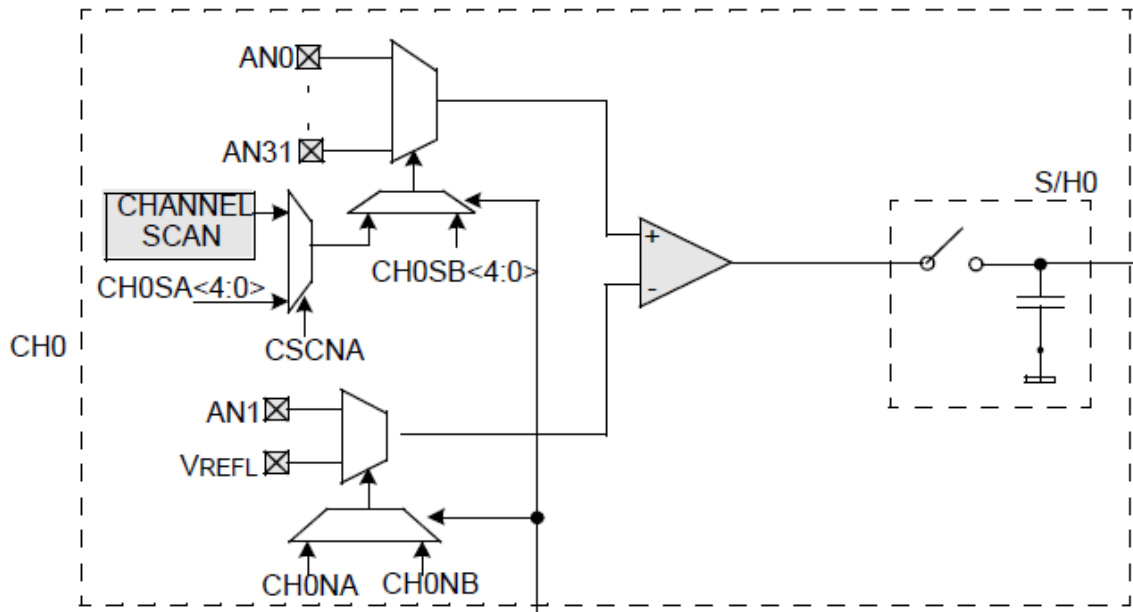 AN0
AN31
S/H0
CHANNEL
SCAN
+
CH0SB<4:0>
CH0SA<4:0>
-
CH0
CSCNA
AN1
VREFL
CH0NA
CH0NB